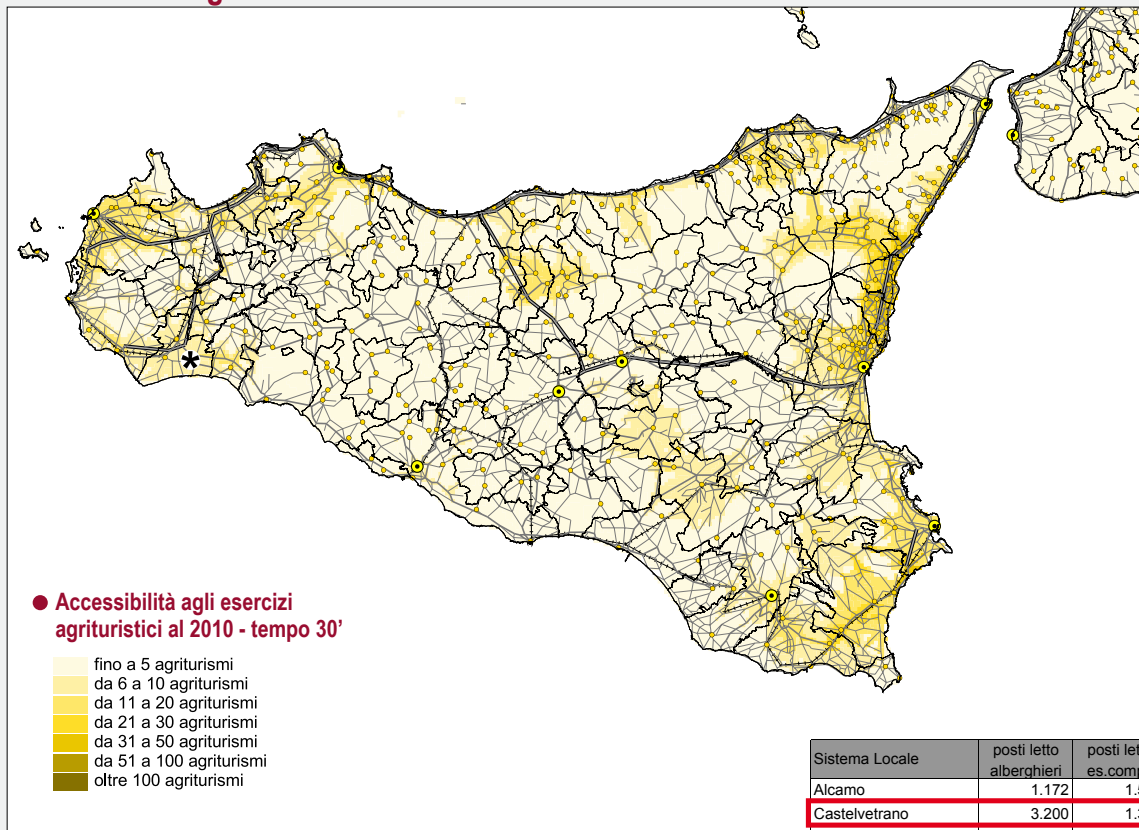 ● Accessibilità agli esercizi
agrituristici al 2010 - tempo 30’
fino a 5 agriturismi
da 6 a 10 agriturismi
da 11 a 20 agriturismi
da 21 a 30 agriturismi
da 31 a 50 agriturismi
da 51 a 100 agriturismi
oltre 100 agriturismi
*
Sistema Locale posti letto alberghieri
Alcamo 1.172
Castelvetrano 3.200